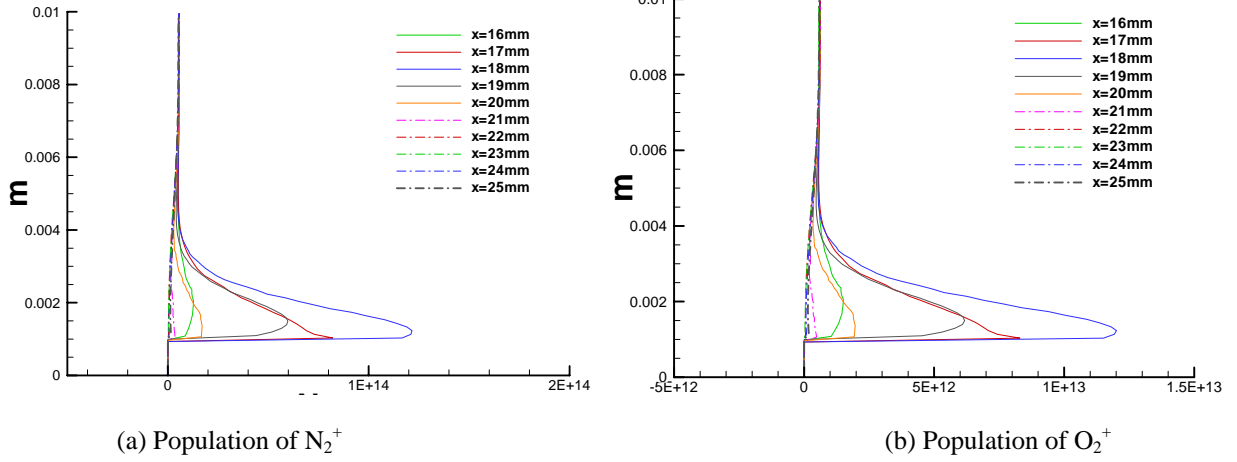 0.01
0.008
0.006
0.004
0.002
0
m
x=16mm
x=17mm
x=18mm
x=19mm
x=20mm
x=21mm
x=22mm
x=23mm
x=24mm
x=25mm
0
1E+14
2E+14
(a) Population of N₂⁺
0.01
0.008
0.006
0.004
0.002
0
m
x=16mm
x=17mm
x=18mm
x=19mm
x=20mm
x=21mm
x=22mm
x=23mm
x=24mm
x=25mm
-5E+12
0
5E+12
1E+13
1.5E+13
(b) Population of O₂⁺